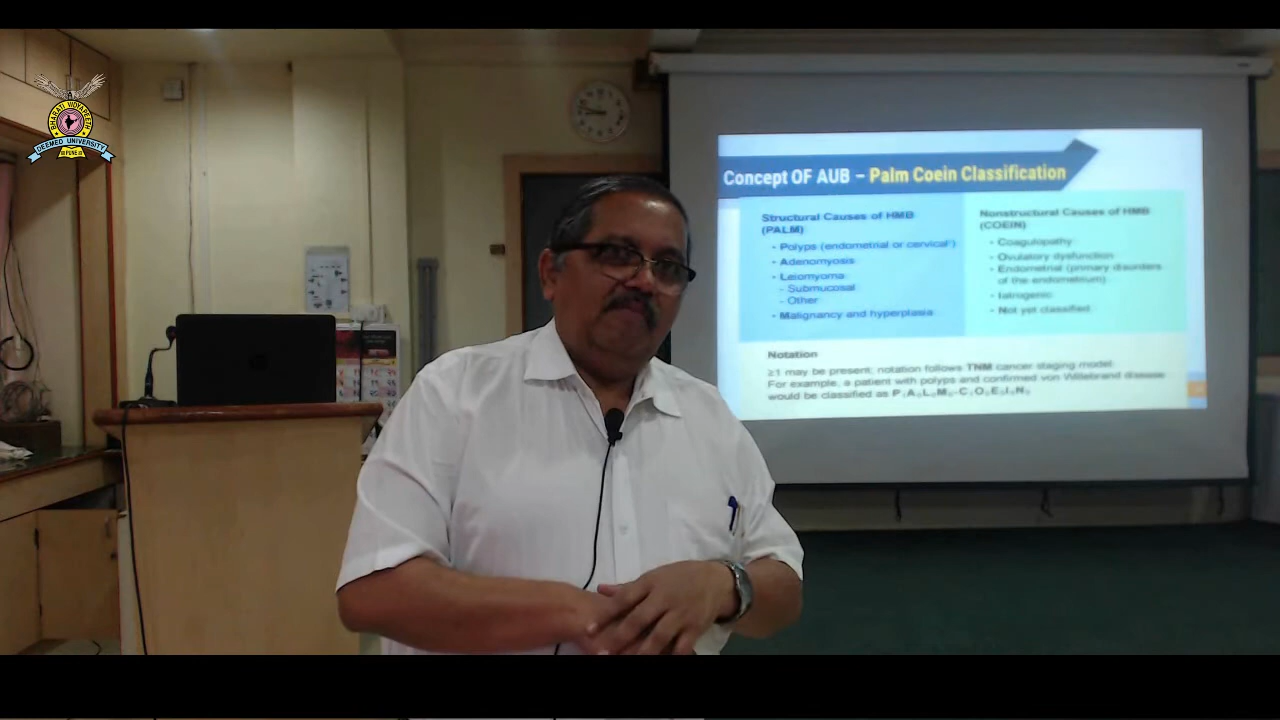 BHARATI VIDYAPEETH
DEEMED UNIVERSITY
PUNE
Concept OF AUB – Palm Coein Classification
Structural Causes of HMB
(PALM)
• Polyps (endometrial or cervical)
• Adenomyosis
• Leiomyoma
- Submucosal
- Other
• Malignancy and hyperplasia
Nonstructural Causes of HMB
(COEIN)
• Coagulopathy
• Ovulatory dysfunction
• Endometrial (primary disorders
of the endometrium)
• Iatrogenic
• Not yet classified
Notation
≥1 may be present; notation follows TNM cancer staging model.
For example, a patient with polyps and confirmed von Willebrand disease
would be classified as